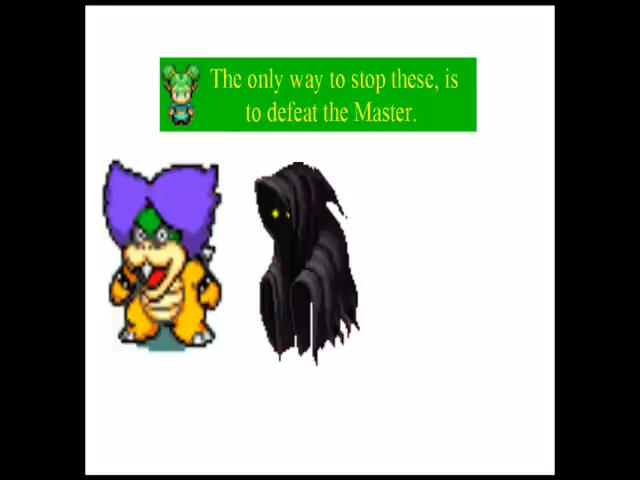 The only way to stop these, is
to defeat the Master.